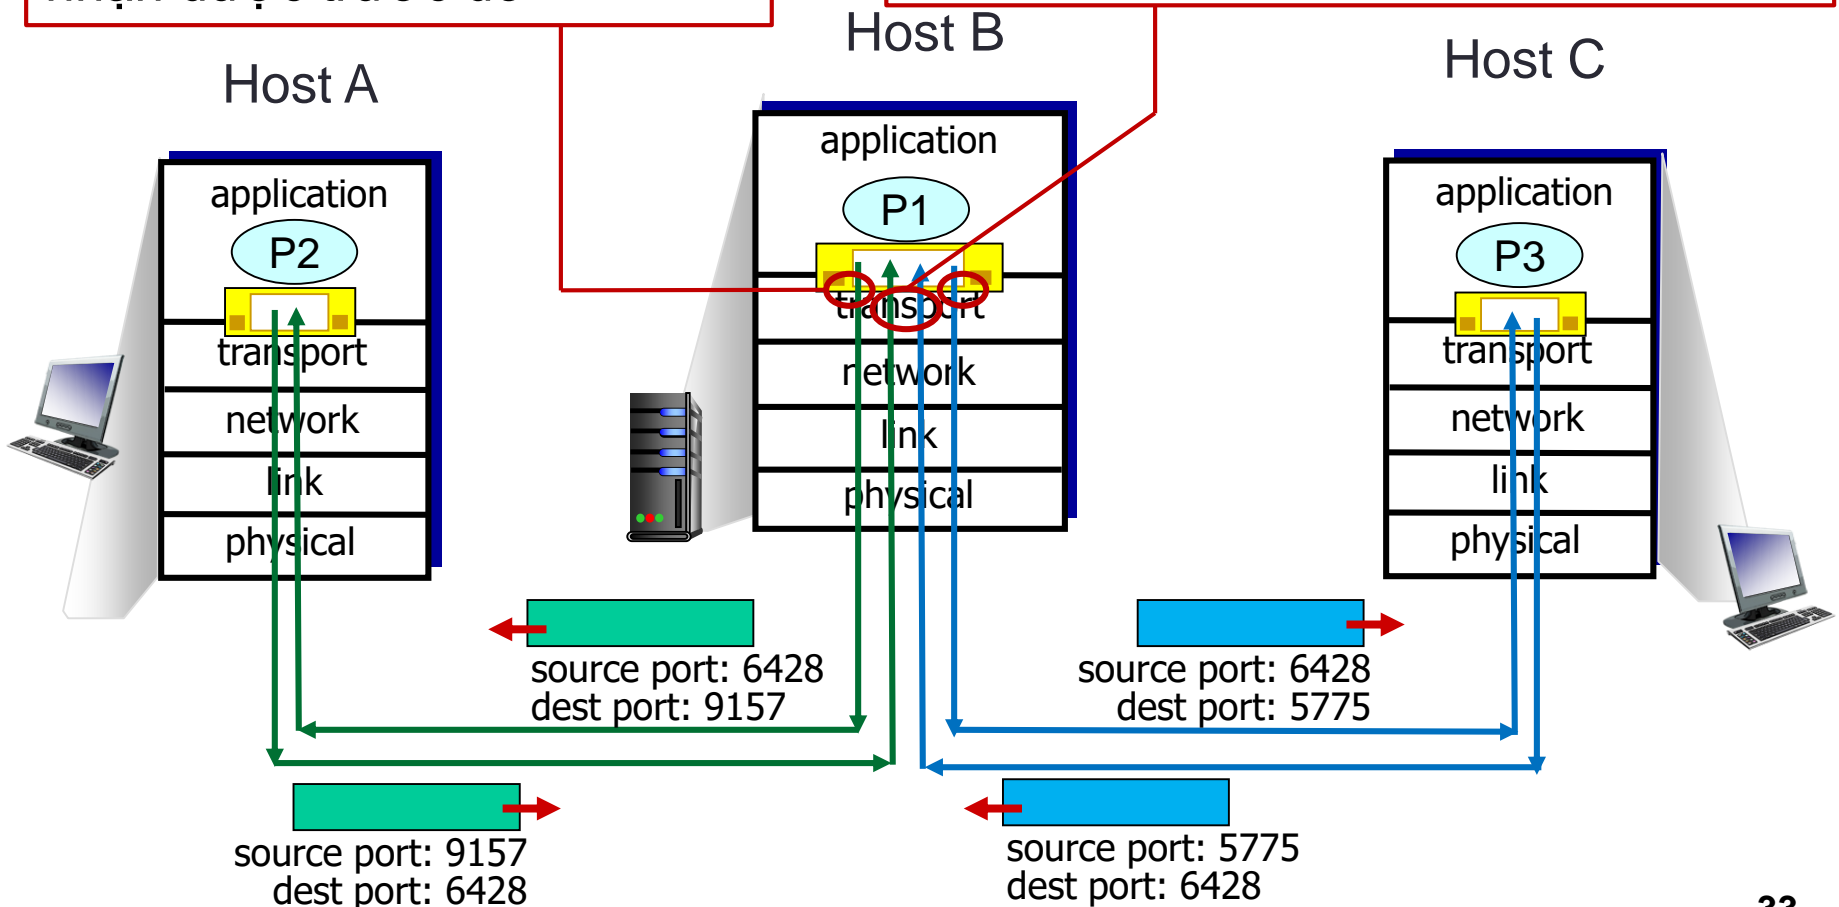 Host A
Host B
Host C
application
P2
transport
network
link
physical
application
P1
transport
network
link
physical
application
P3
transport
network
link
physical
source port: 6428
dest port: 9157
source port: 6428
dest port: 5775
source port: 9157
dest port: 6428
source port: 5775
dest port: 6428
33